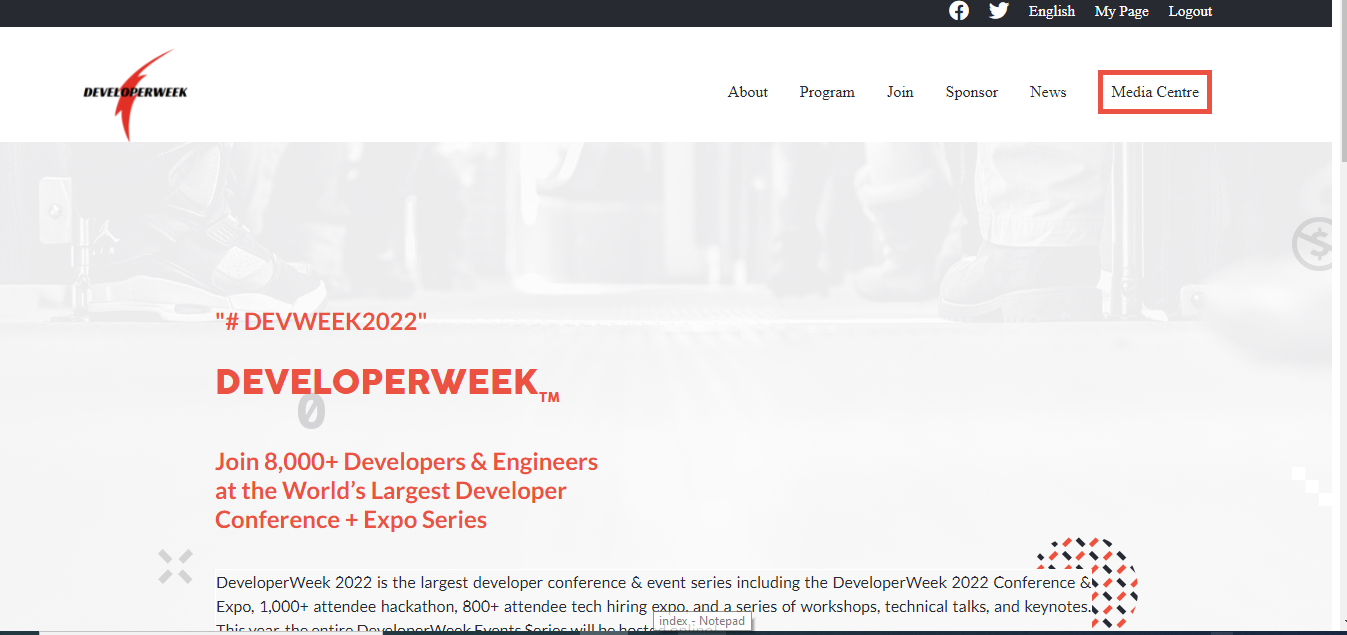 English My Page Logout
DEVELOPERWEEK
About Program Join Sponsor News Media Centre
"# DEVWEEK2022"
DEVELOPERWEEK TM
Join 8,000+ Developers & Engineers
at the World's Largest Developer
Conference + Expo Series
DeveloperWeek 2022 is the largest developer conference & event series including the DeveloperWeek 2022 Conference &
Expo, 1,000+ attendee hackathon, 800+ attendee tech hiring expo, and a series of workshops, technical talks, and keynotes.
This year, the entire DeveloperWeek Events Series will be hosted online!
index - Notepad